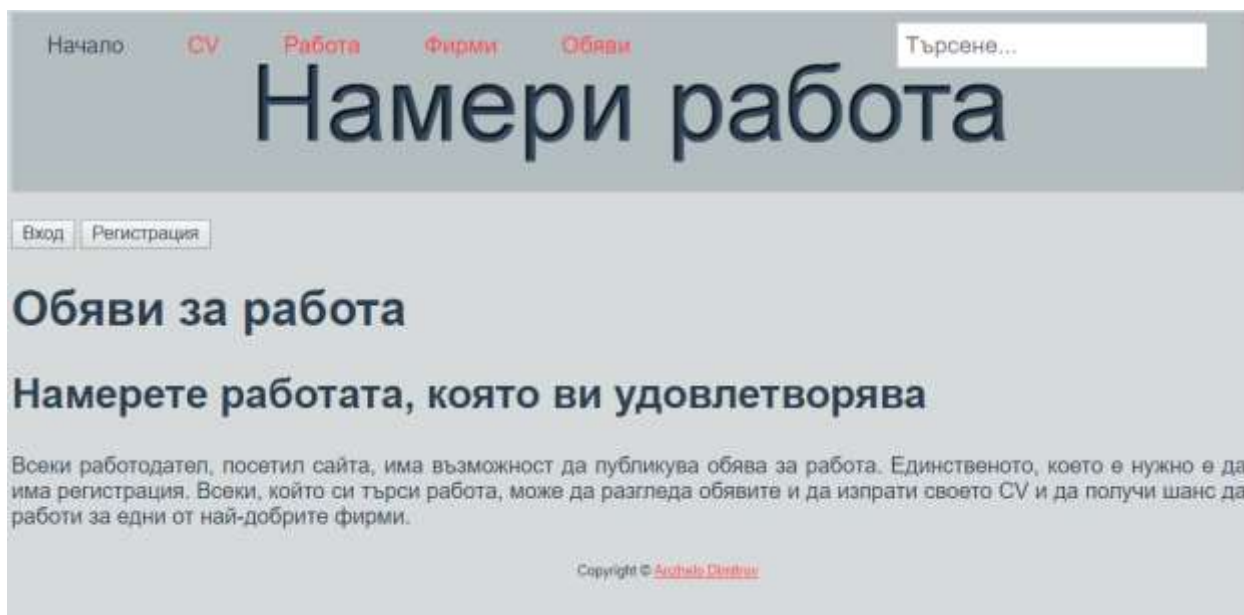 Начало CV Работа Фирми Обяви Търсене...
Намери работа
Вход Регистрация
Обяви за работа
Намерете работата, която ви удовлетворява
Всеки работодател, посетил сайта, има възможност да публикува обява за работа. Единственото, което е нужно е да
има регистрация. Всеки, който си търси работа, може да разгледа обявите и да изпрати своето CV и да получи шанс да
работи за едни от най-добрите фирми.
Copyright © Dimitrov